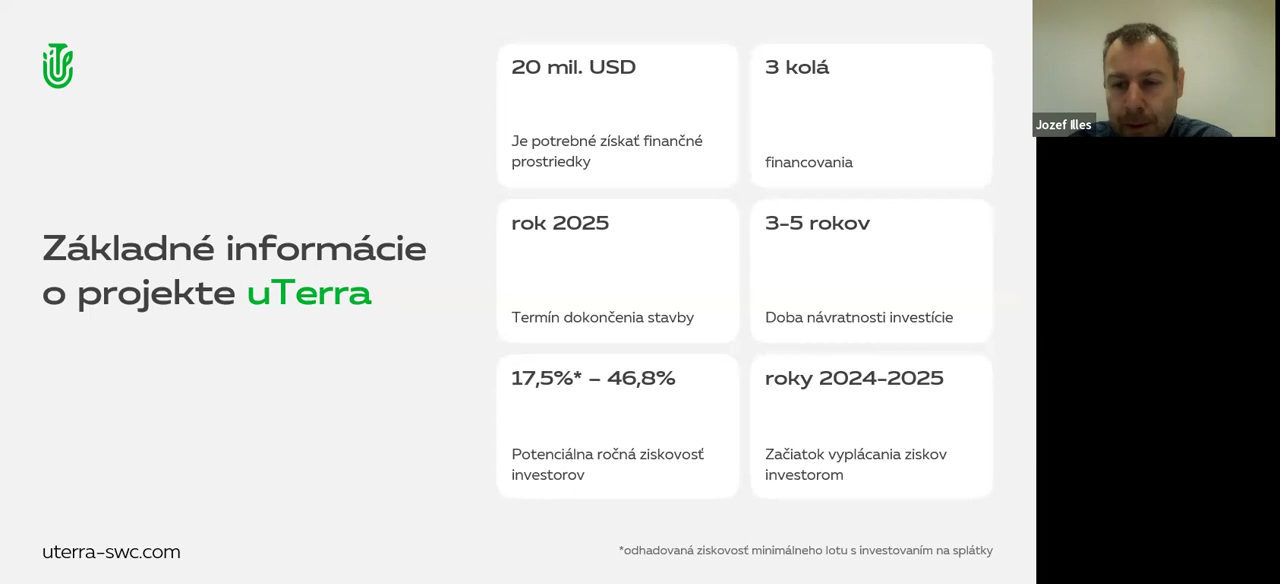 Základné informácie
o projekte uTerra
20 mil. USD
Je potrebné získať finančné
prostriedky
3 kolá
financovania
rok 2025
Termín dokončenia stavby
3-5 rokov
Doba návratnosti investície
17,5%* – 46,8%
Potenciálna ročná ziskovosť
investorov
roky 2024-2025
Začiatok vyplácania ziskov
investorom
uterra-swc.com
*odhadovaná ziskovosť minimálneho lotu s investovaním na splátky
Jozef Illes